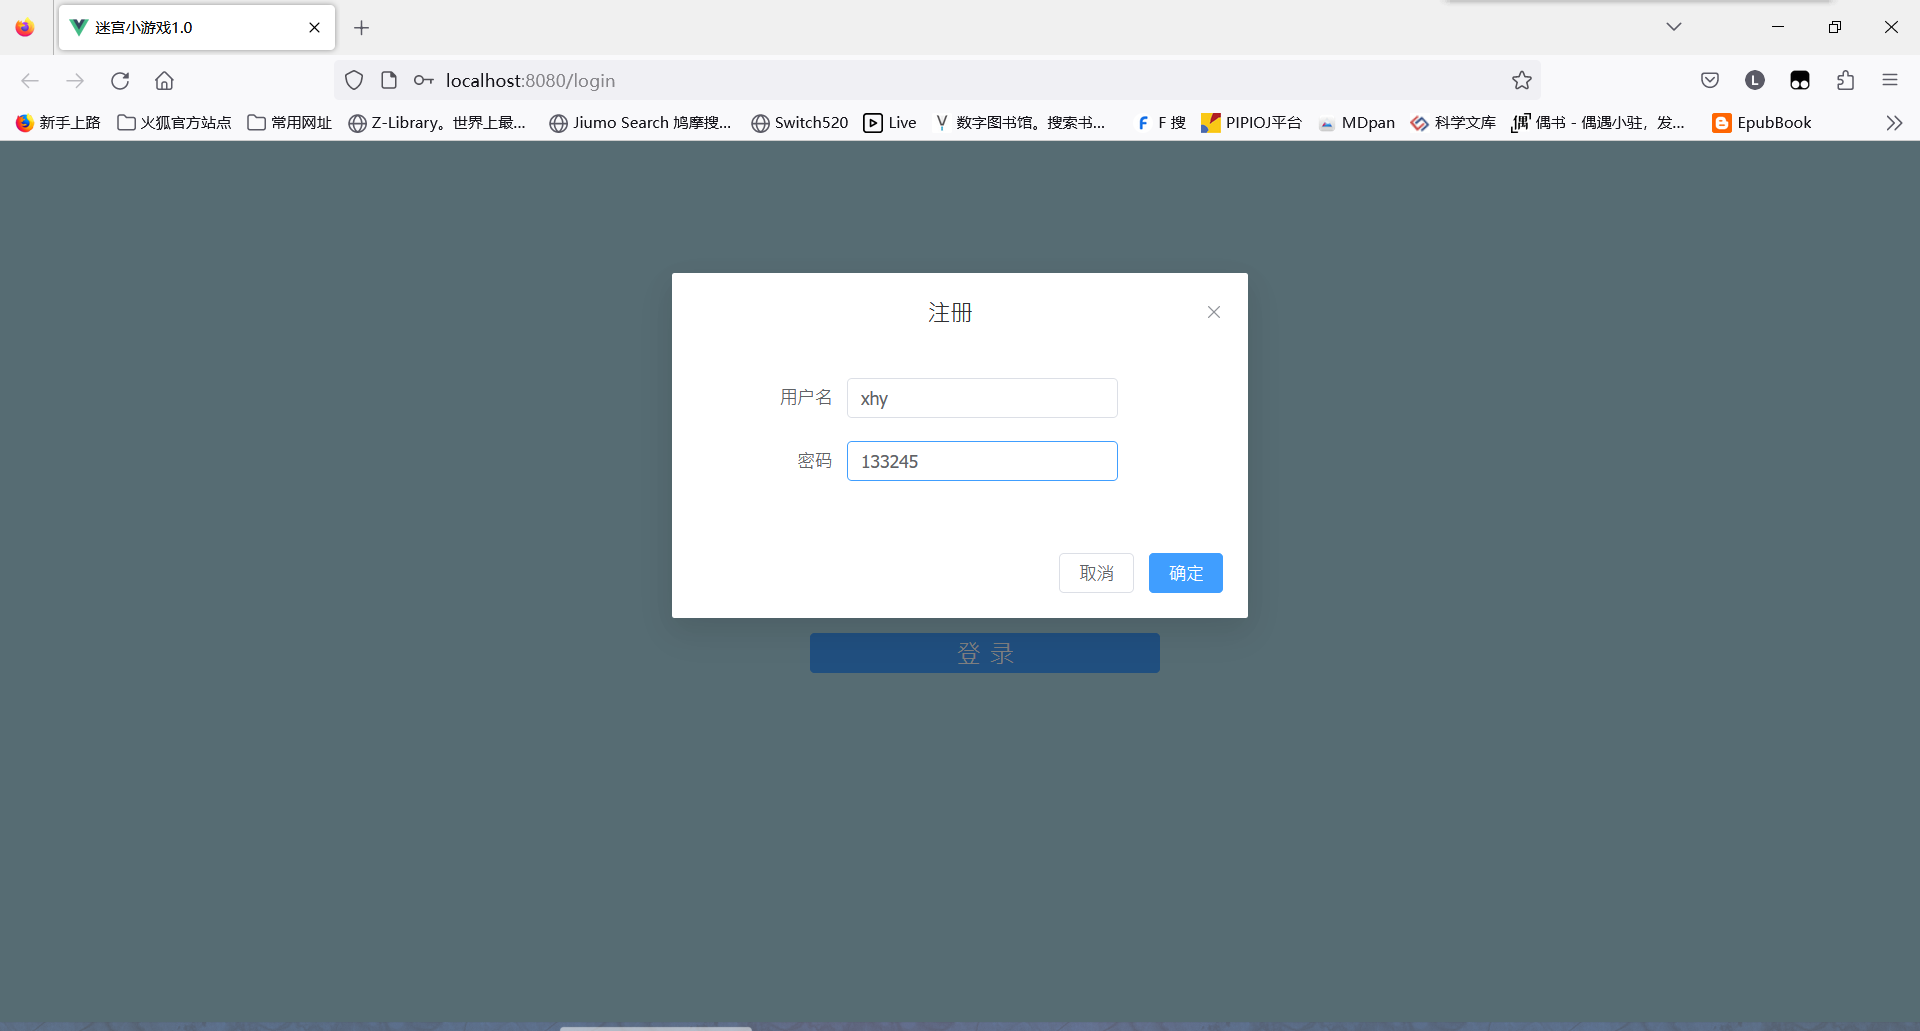 迷宫小游戏1.0
localhost:8080/login
L
新手上路 火狐官方站点 常用网址 Z-Library。世界上最... Jiumo Search 鸠摩搜... Switch520 Live 数字图书馆。搜索书... F 搜 PIPIOJ平台 MDpan 科学文库 偶书 - 偶遇小驻，发... EpubBook
注册
用户名 xhy
密码 133245
取消 确定
登 录